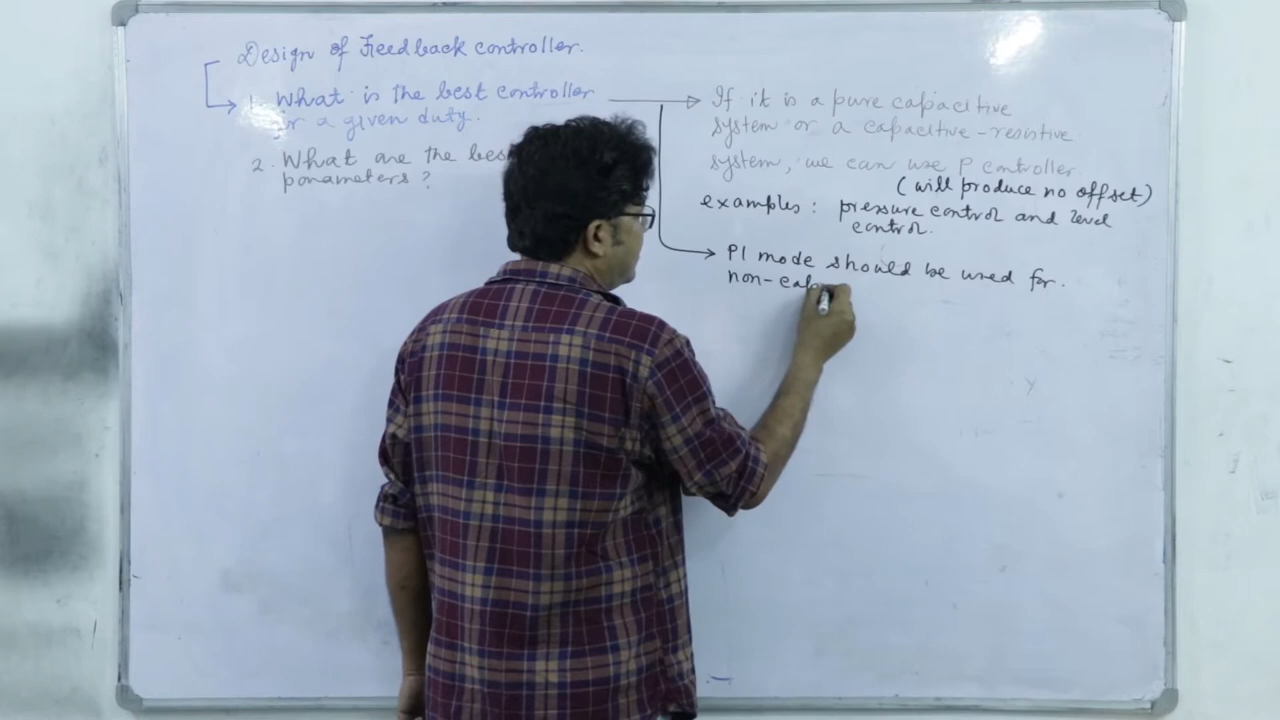 Design of Feedback controller.
1. What is the best controller
a given duty.
2. What are the
parameters ?
If it is a pure capacitive
system or a capacitive-resistive
system, we can use P controller
(will produce no offset)
examples : pressure control and level
control.
PI mode should be used for.
non-cap